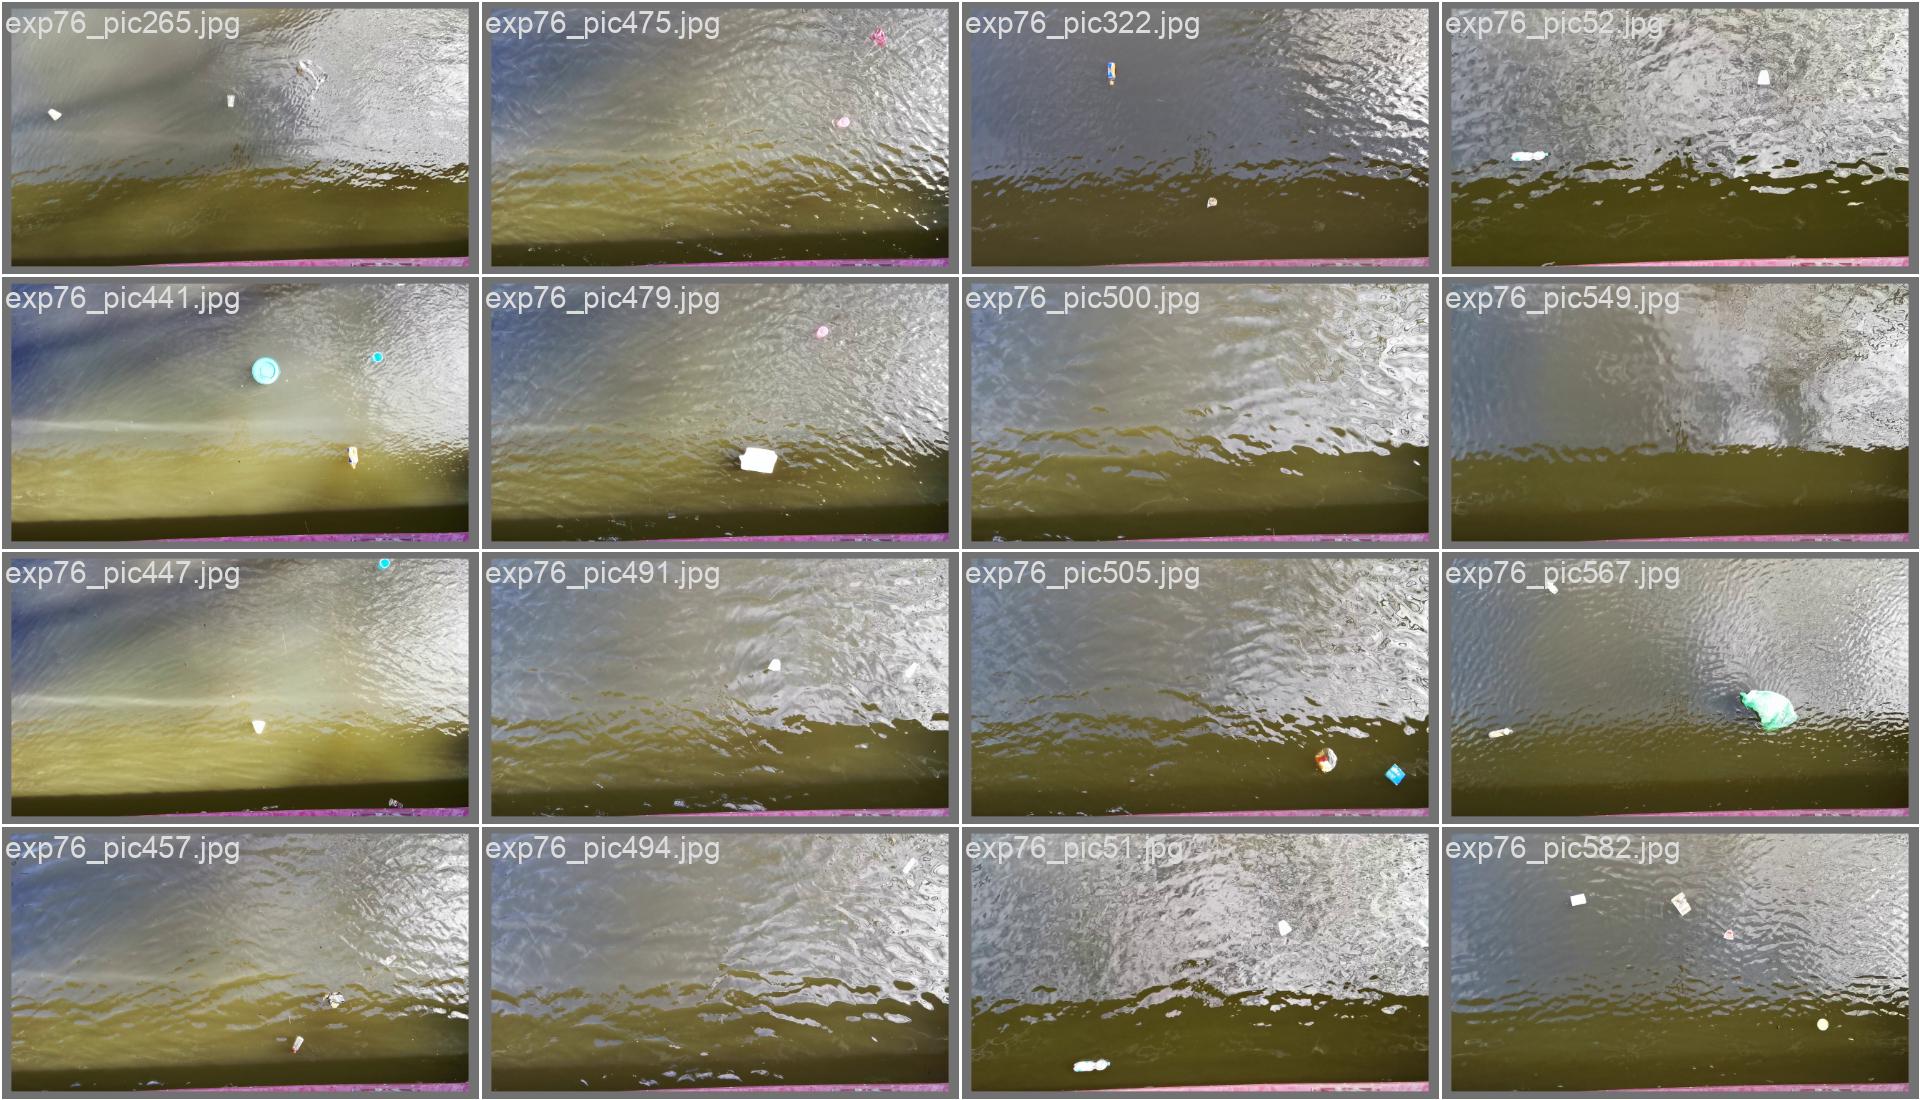 exp76_pic265.jpg
exp76_pic475.jpg
exp76_pic322.jpg
exp76_pic52.jpg
exp76_pic441.jpg
exp76_pic479.jpg
exp76_pic500.jpg
exp76_pic549.jpg
exp76_pic447.jpg
exp76_pic491.jpg
exp76_pic505.jpg
exp76_pic567.jpg
exp76_pic457.jpg
exp76_pic494.jpg
exp76_pic51.jpg
exp76_pic582.jpg